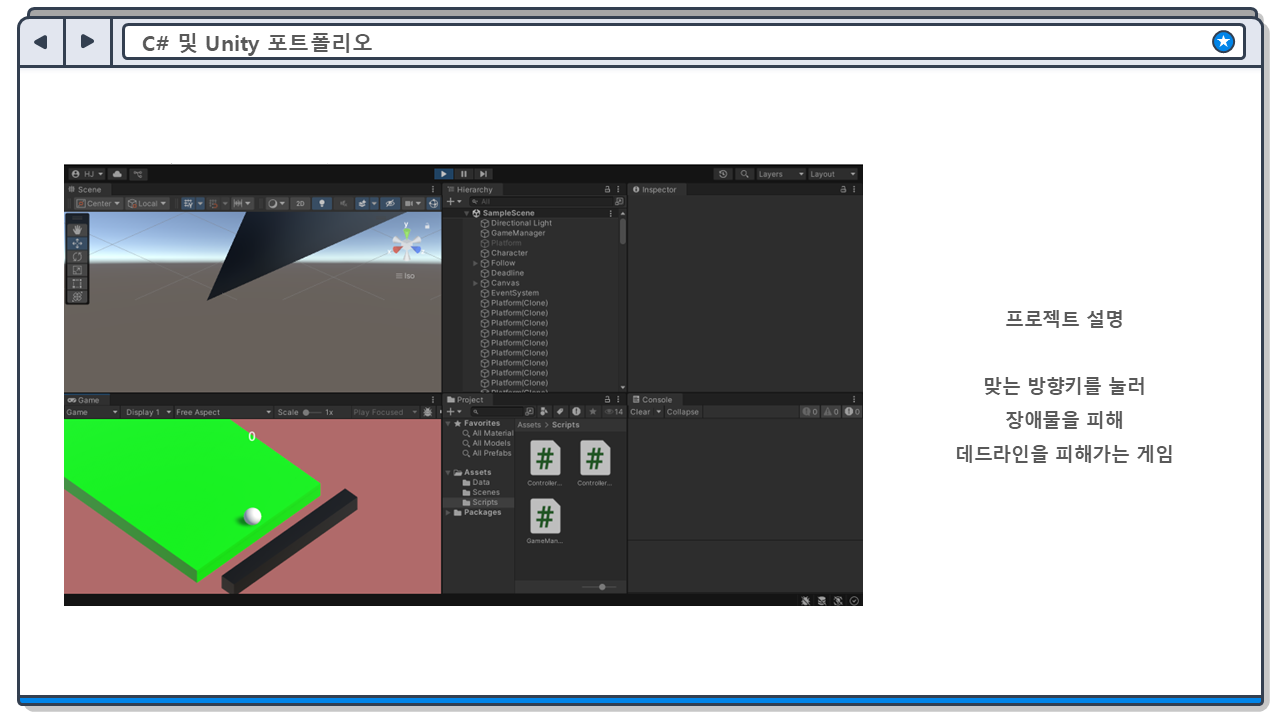 C# 및 Unity 포트폴리오
HJ
Layers
Layout
Scene
Hierarchy
Inspector
Center
Local
2D
All
SampleScene
Directional Light
GameManager
Platform
Character
Follow
Deadline
Canvas
EventSystem
Platform(Clone)
Platform(Clone)
Platform(Clone)
Platform(Clone)
Platform(Clone)
Platform(Clone)
Platform(Clone)
Platform(Clone)
Platform(Clone)
y
Iso
Game
Game
Display 1
Free Aspect
Scale
1x
Play Focused
0
Project
14
Favorites
All Material
All Models
All Prefabs
Assets
Data
Scenes
Scripts
Packages
Assets > Scripts
Controller...
Controller...
GameMan...
Console
Clear
Collapse
0
0
0
프로젝트 설명
맞는 방향키를 눌러
장애물을 피해
데드라인을 피해가는 게임